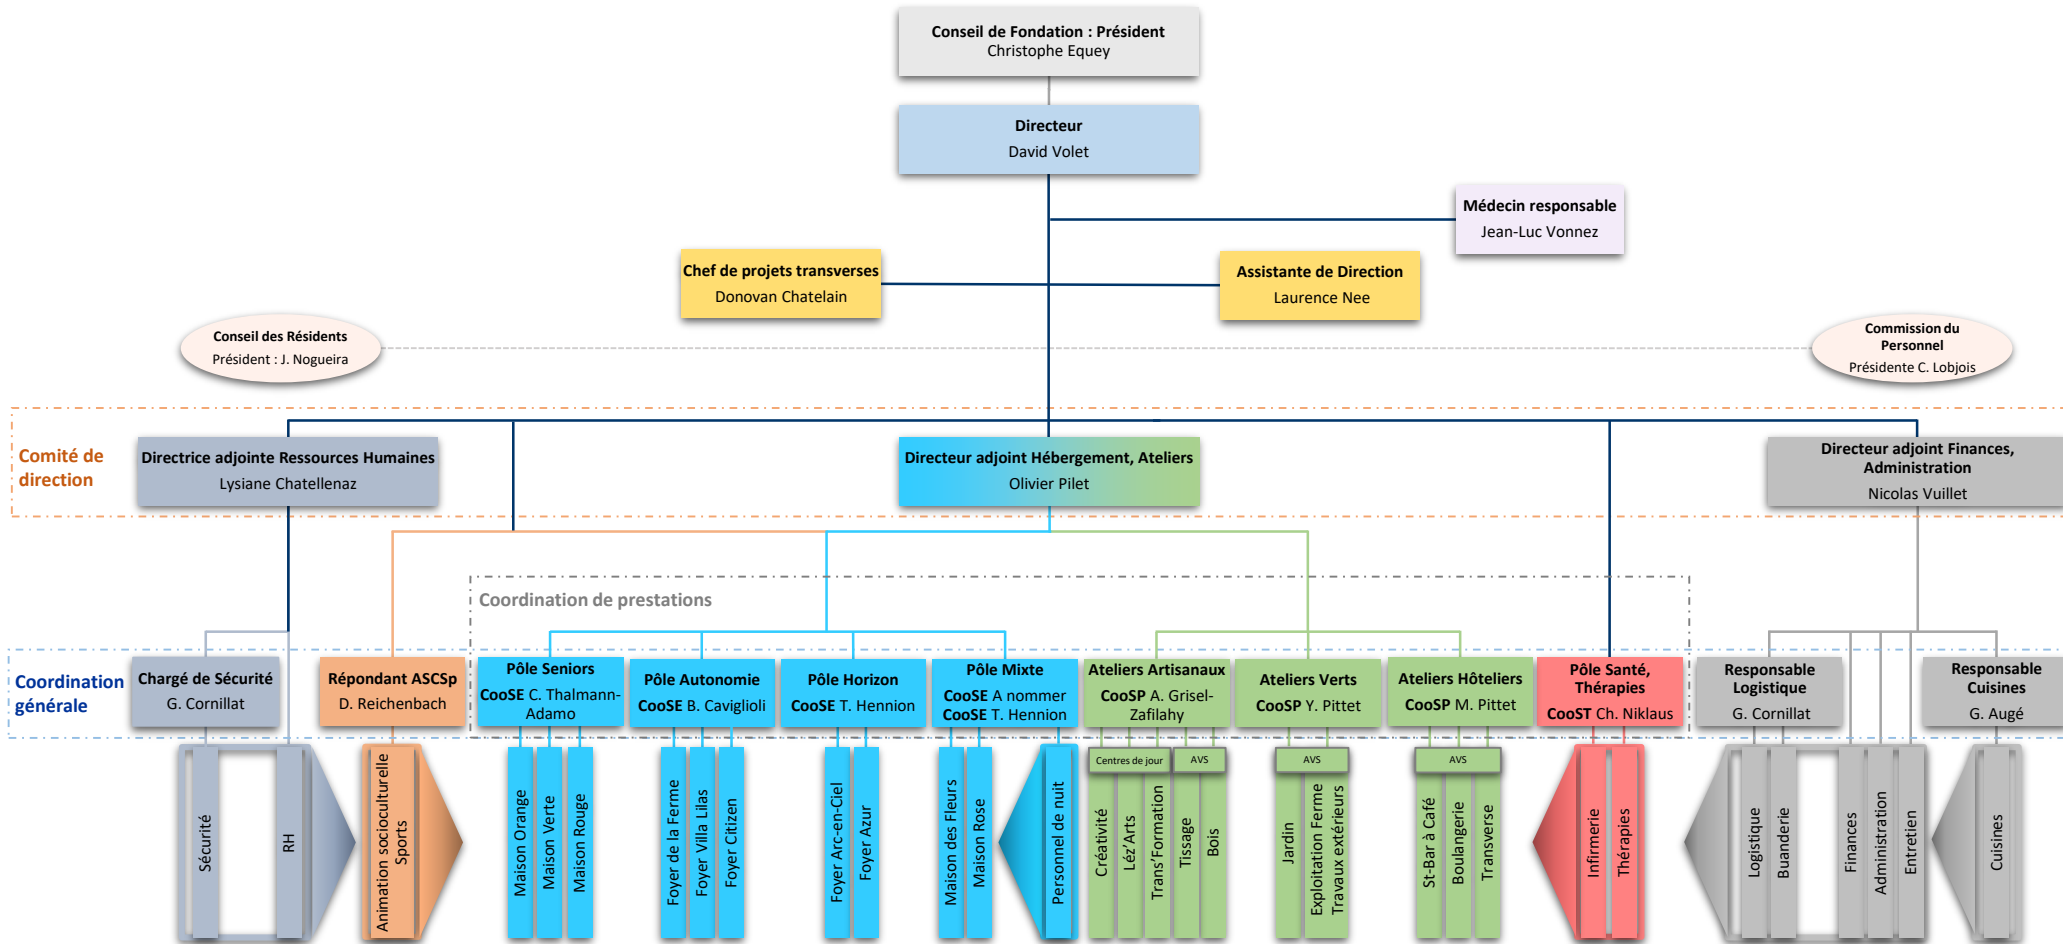 Conseil de Fondation : Président
Christophe Equey
Directeur
David Volet
Médecin responsable
Jean-Luc Vonnez
Chef de projets transverses
Donovan Chatelain
Assistante de Direction
Laurence Nee
Conseil des Résidents
Président : J. Nogueira
Commission du
Personnel
Présidente C. Lobjois
Comité de
direction
Directrice adjointe Ressources Humaines
Lysiane Chatellenaz
Directeur adjoint Hébergement, Ateliers
Olivier Pilet
Directeur adjoint Finances,
Administration
Nicolas Vuillet
Coordination de prestations
Coordination
générale
Chargé de Sécurité
G. Cornillat
Répondant ASCSp
D. Reichenbach
Pôle Seniors
CooSE C. Thalmann-
Adamo
Pôle Autonomie
CooSE B. Caviglioli
Pôle Horizon
CooSE T. Hennion
Pôle Mixte
CooSE A nommer
CooSE T. Hennion
Ateliers Artisanaux
CooSP A. Grisel-
Zafilahy
Ateliers Verts
CooSP Y. Pittet
Ateliers Hôteliers
CooSP M. Pittet
Pôle Santé,
Thérapies
CooST Ch. Niklaus
Responsable
Logistique
G. Cornillat
Responsable
Cuisines
G. Augé
Sécurité
RH
Animation socioculturelle
Sports
Maison Orange
Maison Verte
Maison Rouge
Foyer de la Ferme
Foyer Villa Lilas
Foyer Citizen
Foyer Arc-en-Ciel
Foyer Azur
Maison des Fleurs
Maison Rose
Personnel de nuit
Centres de jour
AVS
Créativité
Léz'Arts
Trans'Formation
Tissage
Bois
AVS
Jardin
Exploitation Ferme
Travaux extérieurs
AVS
St-Bar à Café
Boulangerie
Transverse
Infirmerie
Thérapies
Logistique
Buanderie
Finances
Administration
Entretien
Cuisines